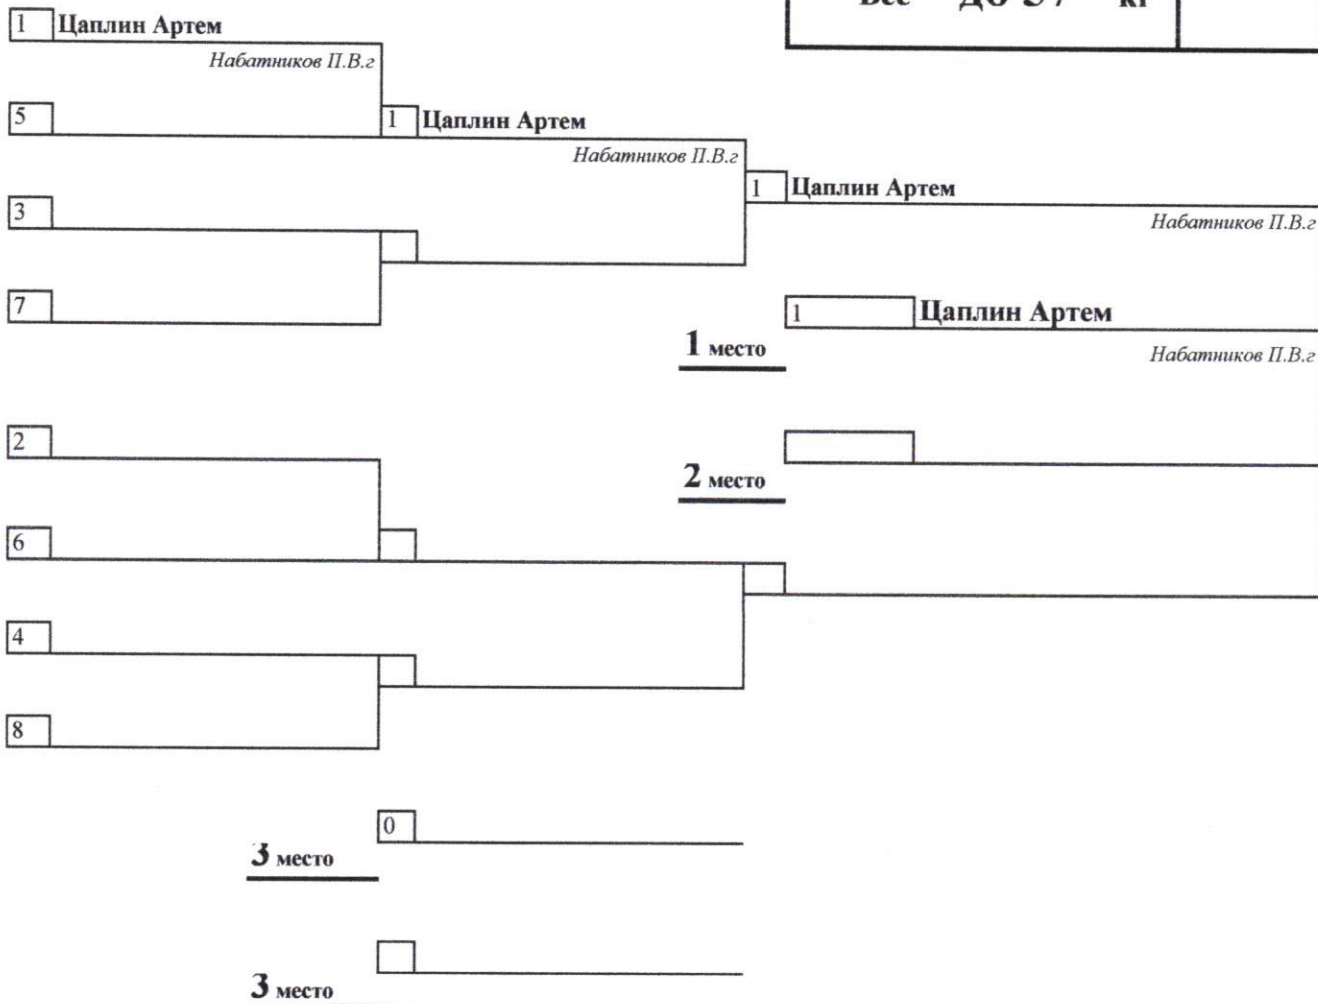 1 Цаплин Артем
Набатников П.В.г
5
1 Цаплин Артем
Набатников П.В.г
1 Цаплин Артем
Набатников П.В.г
3
7
1 место
1 Цаплин Артем
Набатников П.В.г
2
2 место
6
4
8
0
3 место
3 место